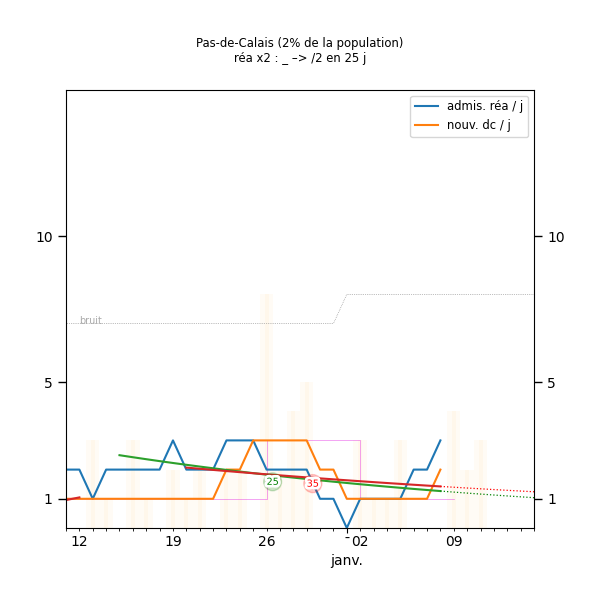 Pas-de-Calais (2% de la population)
réa x2 : _ –> /2 en 25 j
admis. réa / j
nouv. dc / j
10 10
bruit
5 5
25 35
1 1
12 19 26 02 09
janv.